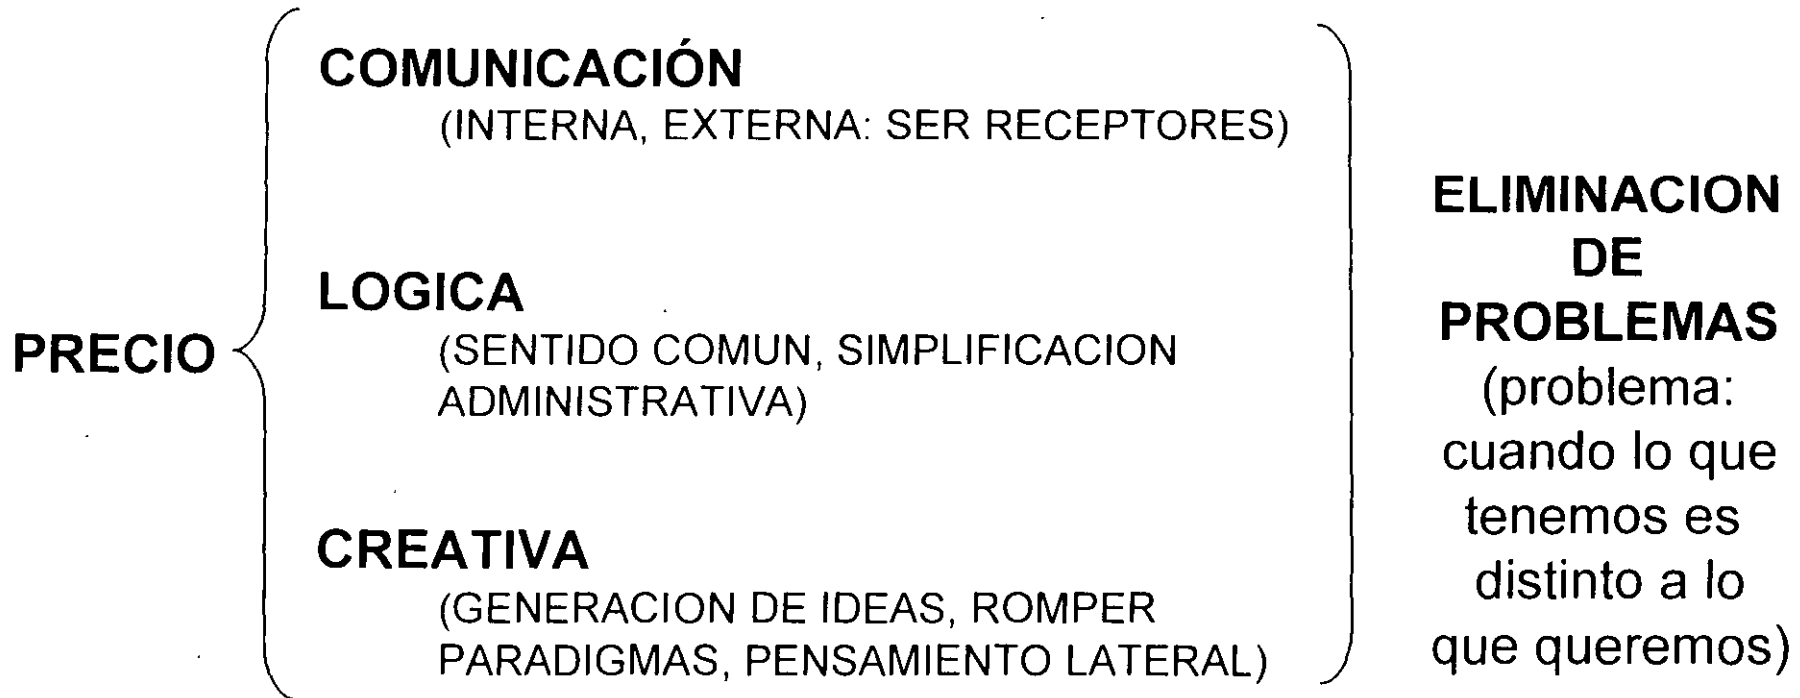 PRECIO
COMUNICACIÓN
(INTERNA, EXTERNA: SER RECEPTORES)
LOGICA
(SENTIDO COMUN, SIMPLIFICACION
ADMINISTRATIVA)
CREATIVA
(GENERACION DE IDEAS, ROMPER
PARADIGMAS, PENSAMIENTO LATERAL)
ELIMINACION
DE
PROBLEMAS
(problema:
cuando lo que
tenemos es
distinto a lo
que queremos)